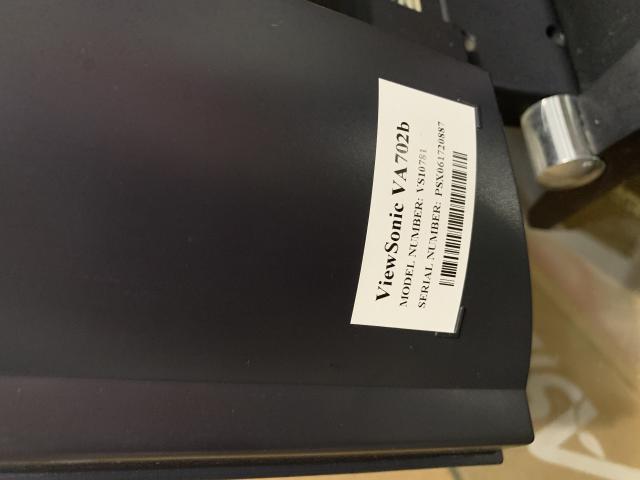 ViewSonic VA702b
MODEL NUMBER: VS10781
SERIAL NUMBER: PSX061720887